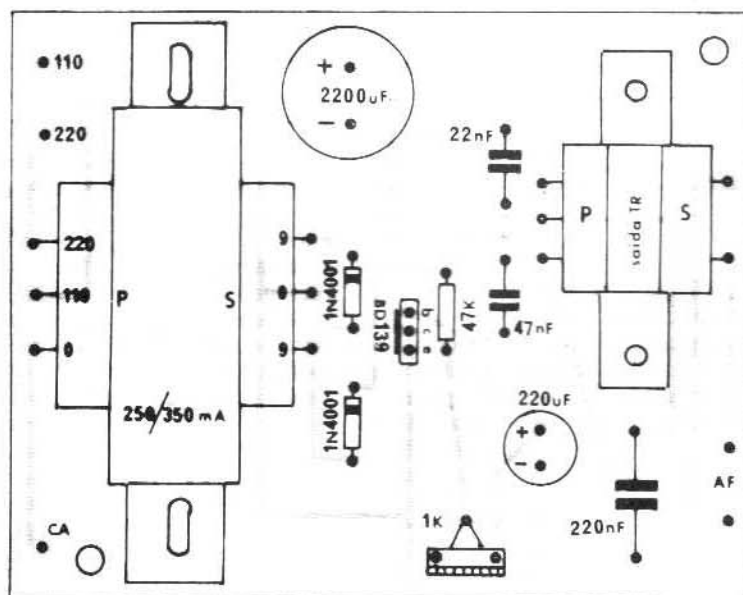 110
220
220
110
0
P
S
9
0
9
250/350 mA
CA
+
2200uF
−
1N4001
1N4001
BD139
b
c
e
47K
22nF
47nF
P
saida TR
S
220uF
+
−
1K
220nF
AF